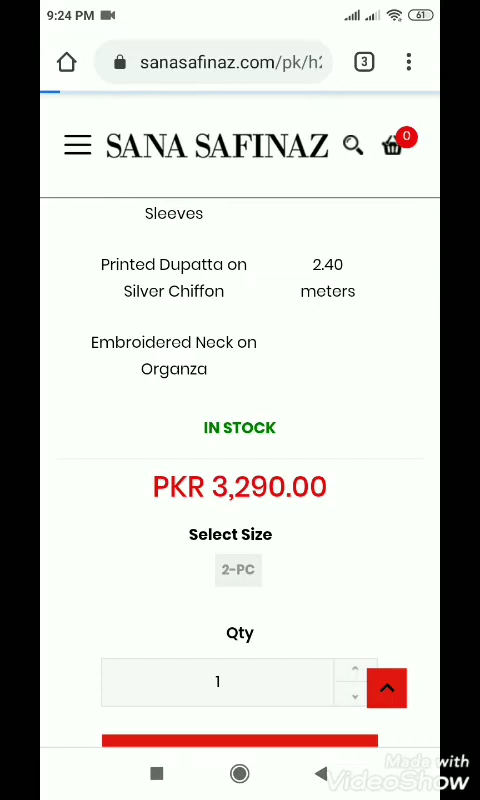 9:24 PM
61
sanasafinaz.com/pk/h2
3
SANA SAFINAZ
0
Sleeves
Printed Dupatta on
Silver Chiffon
2.40
meters
Embroidered Neck on
Organza
IN STOCK
PKR 3,290.00
Select Size
2-PC
Qty
1
Made with
VideoShow